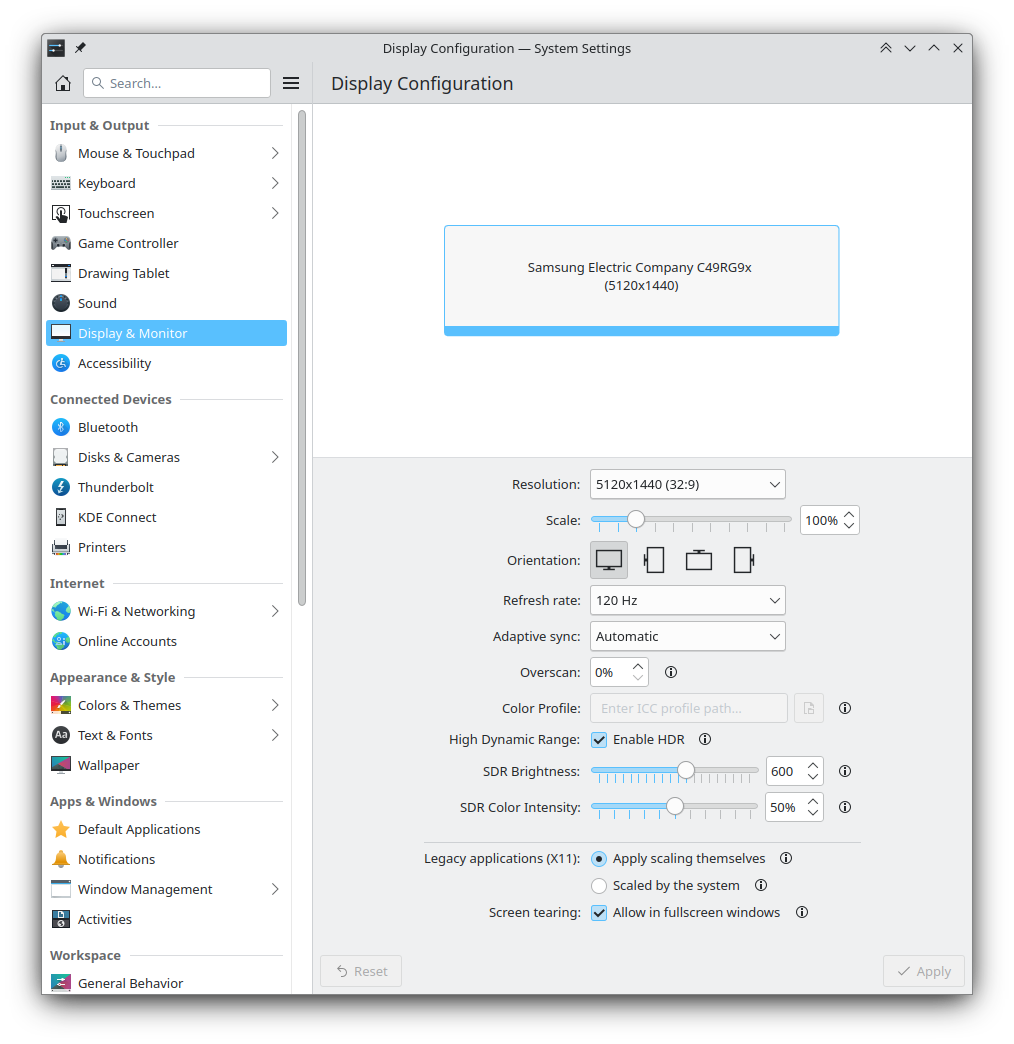 Display Configuration — System Settings
Search...
Display Configuration
Input & Output
Mouse & Touchpad
Keyboard
Touchscreen
Game Controller
Drawing Tablet
Sound
Display & Monitor
Accessibility
Connected Devices
Bluetooth
Disks & Cameras
Thunderbolt
KDE Connect
Printers
Internet
Wi-Fi & Networking
Online Accounts
Appearance & Style
Colors & Themes
Aa Text & Fonts
Wallpaper
Apps & Windows
Default Applications
Notifications
Window Management
Activities
Workspace
General Behavior
Samsung Electric Company C49RG9x
(5120x1440)
Resolution: 5120x1440 (32:9)
Scale: 100%
Orientation:
Refresh rate: 120 Hz
Adaptive sync: Automatic
Overscan: 0%
Color Profile: Enter ICC profile path...
High Dynamic Range: Enable HDR
SDR Brightness: 600
SDR Color Intensity: 50%
Legacy applications (X11): Apply scaling themselves
Scaled by the system
Screen tearing: Allow in fullscreen windows
Reset
Apply